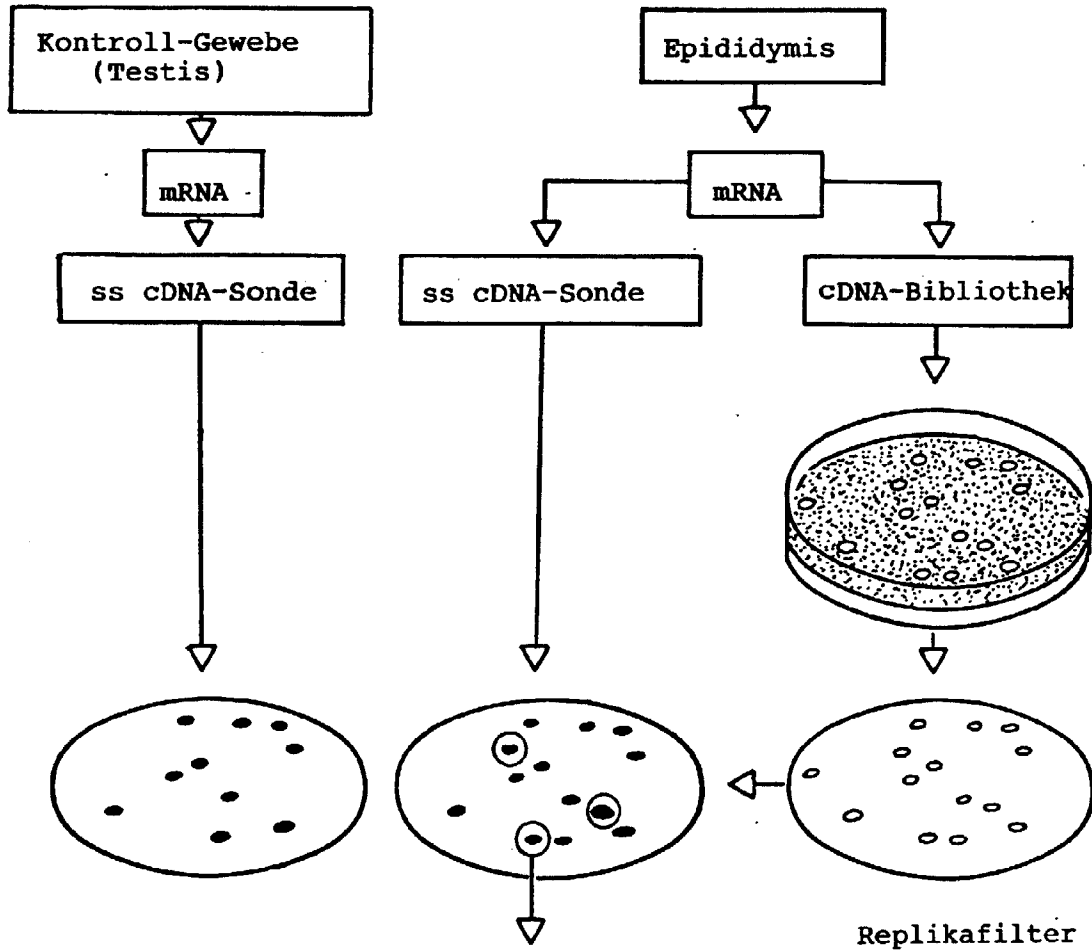 Kontroll-Gewebe
(Testis)
Epididymis
mRNA
mRNA
ss cDNA-Sonde
ss cDNA-Sonde
cDNA-Bibliothek
Replikafilter